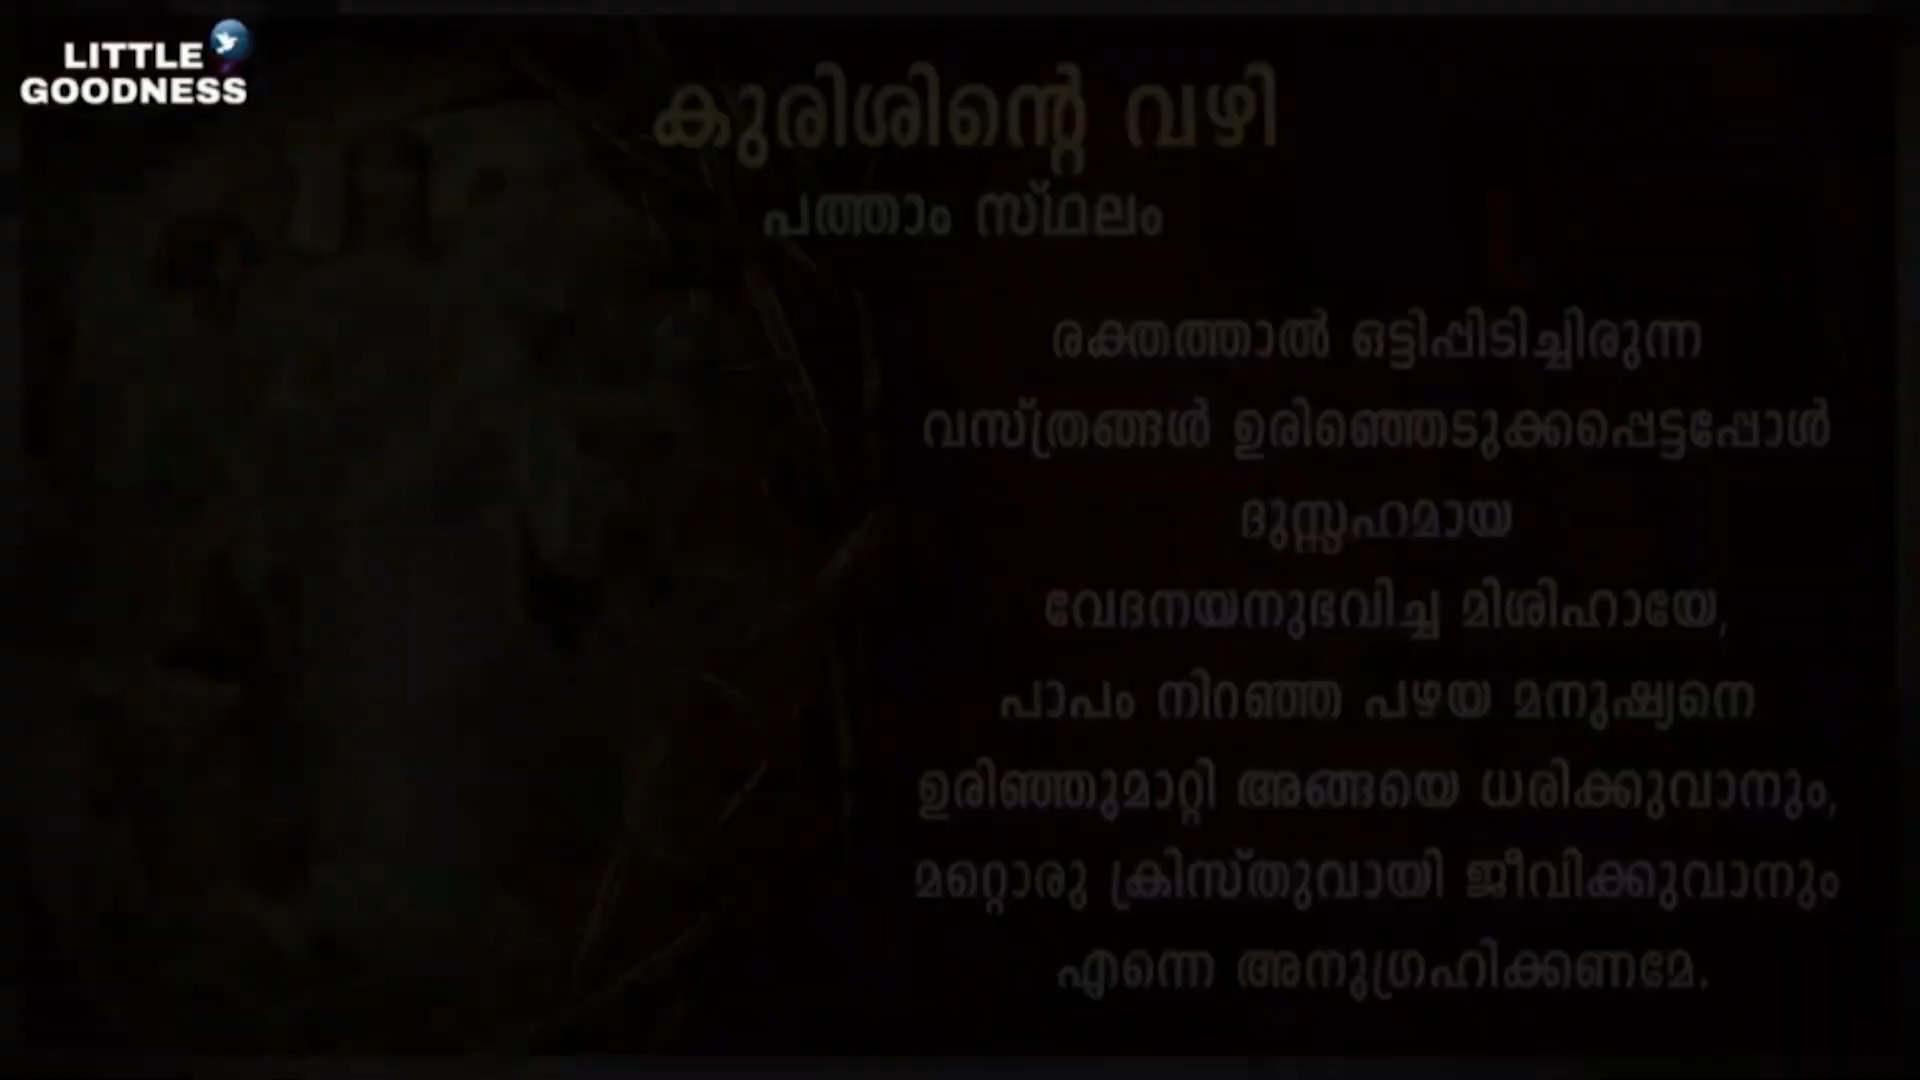 LITTLE
GOODNESS
കുരിശിന്റെ വഴി
പത്താം സ്ഥലം
രക്തത്താൽ ഒട്ടിപ്പിടിച്ചിരുന്ന
വസ്ത്രങ്ങൾ ഉരിഞ്ഞെടുക്കപ്പെട്ടപ്പോൾ
ദുസ്സഹമായ
വേദനയനുഭവിച്ച മിശിഹായേ,
പാപം നിറഞ്ഞ പഴയ മനുഷ്യനെ
ഉരിഞ്ഞുമാറ്റി അങ്ങയെ ധരിക്കുവാനും,
മറ്റൊരു ക്രിസ്തുവായി ജീവിക്കുവാനും
എന്നെ അനുഗ്രഹിക്കണമേ.